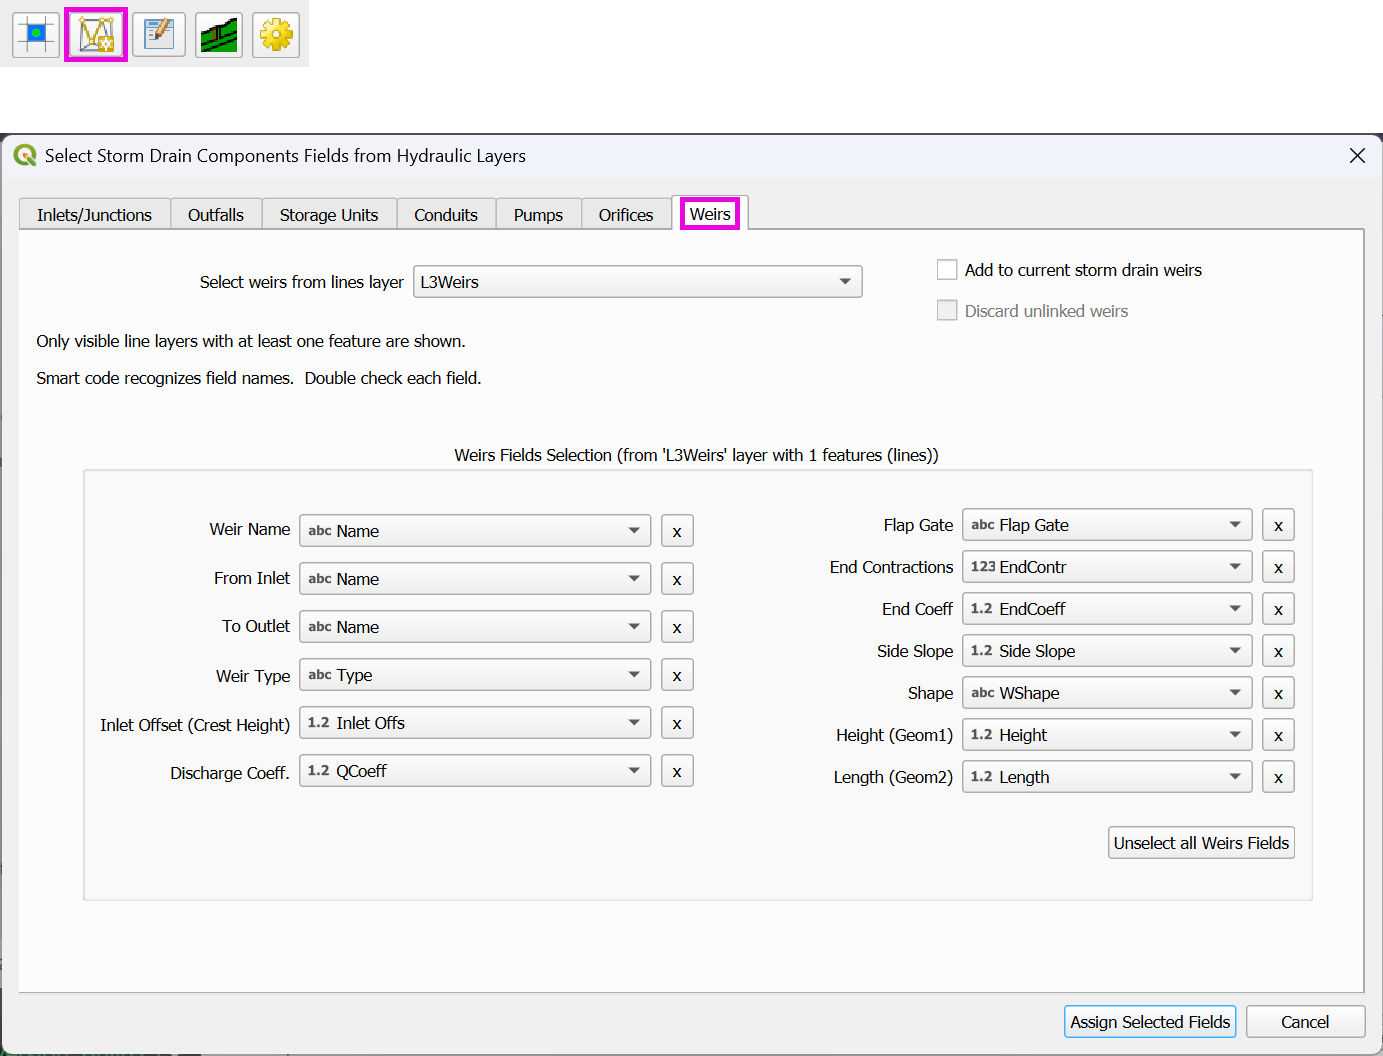 Select Storm Drain Components Fields from Hydraulic Layers
Inlets/Junctions Outfalls Storage Units Conduits Pumps Orifices Weirs
Select weirs from lines layer L3Weirs
Add to current storm drain weirs
Discard unlinked weirs
Only visible line layers with at least one feature are shown.
Smart code recognizes field names. Double check each field.
Weirs Fields Selection (from 'L3Weirs' layer with 1 features (lines))
Weir Name abc Name x
From Inlet abc Name x
To Outlet abc Name x
Weir Type abc Type x
Inlet Offset (Crest Height) 1.2 Inlet Offs x
Discharge Coeff. 1.2 QCoeff x
Flap Gate abc Flap Gate x
End Contractions 123 EndContr x
End Coeff 1.2 EndCoeff x
Side Slope 1.2 Side Slope x
Shape abc WShape x
Height (Geom1) 1.2 Height x
Length (Geom2) 1.2 Length x
Unselect all Weirs Fields
Assign Selected Fields Cancel